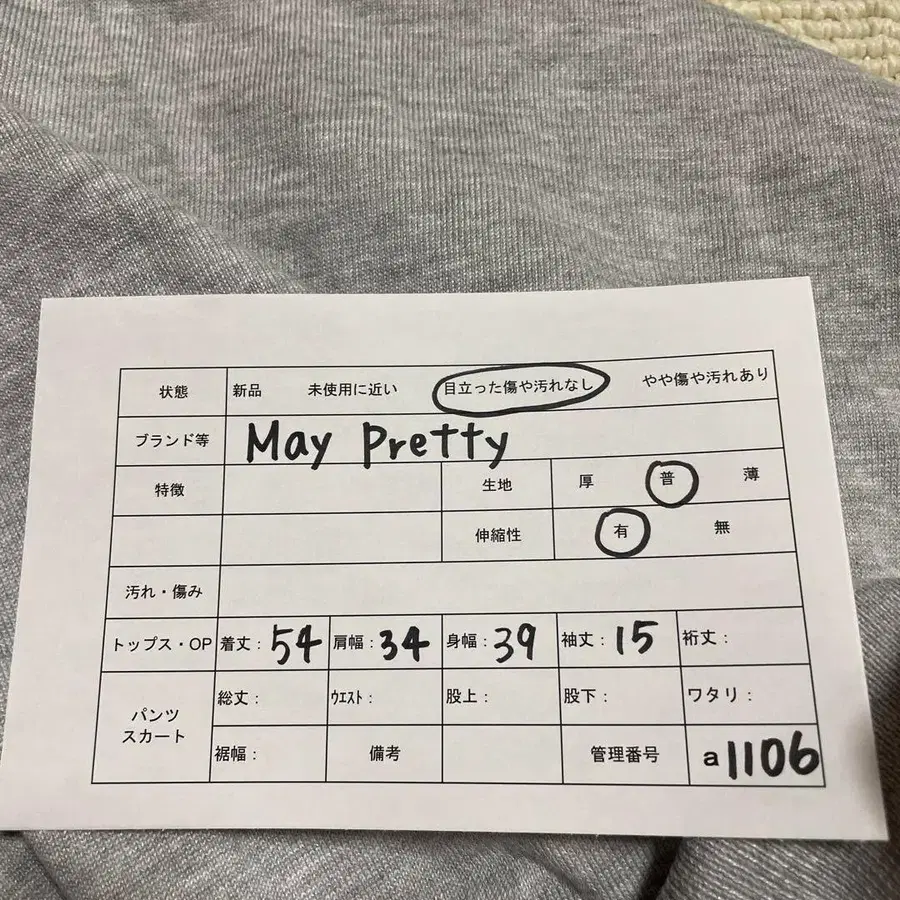 状態 新品 未使用に近い 目立った傷や汚れなし やや傷や汚れあり
ブランド等 May Pretty
特徴 生地 厚 普 薄
伸縮性 有 無
汚れ・傷み
トップス・OP 着丈: 54 肩幅: 34 身幅: 39 袖丈: 15 裄丈:
パンツ スカート 総丈: ウエスト: 股上: 股下: ワタリ:
裾幅: 備考 管理番号 a1106